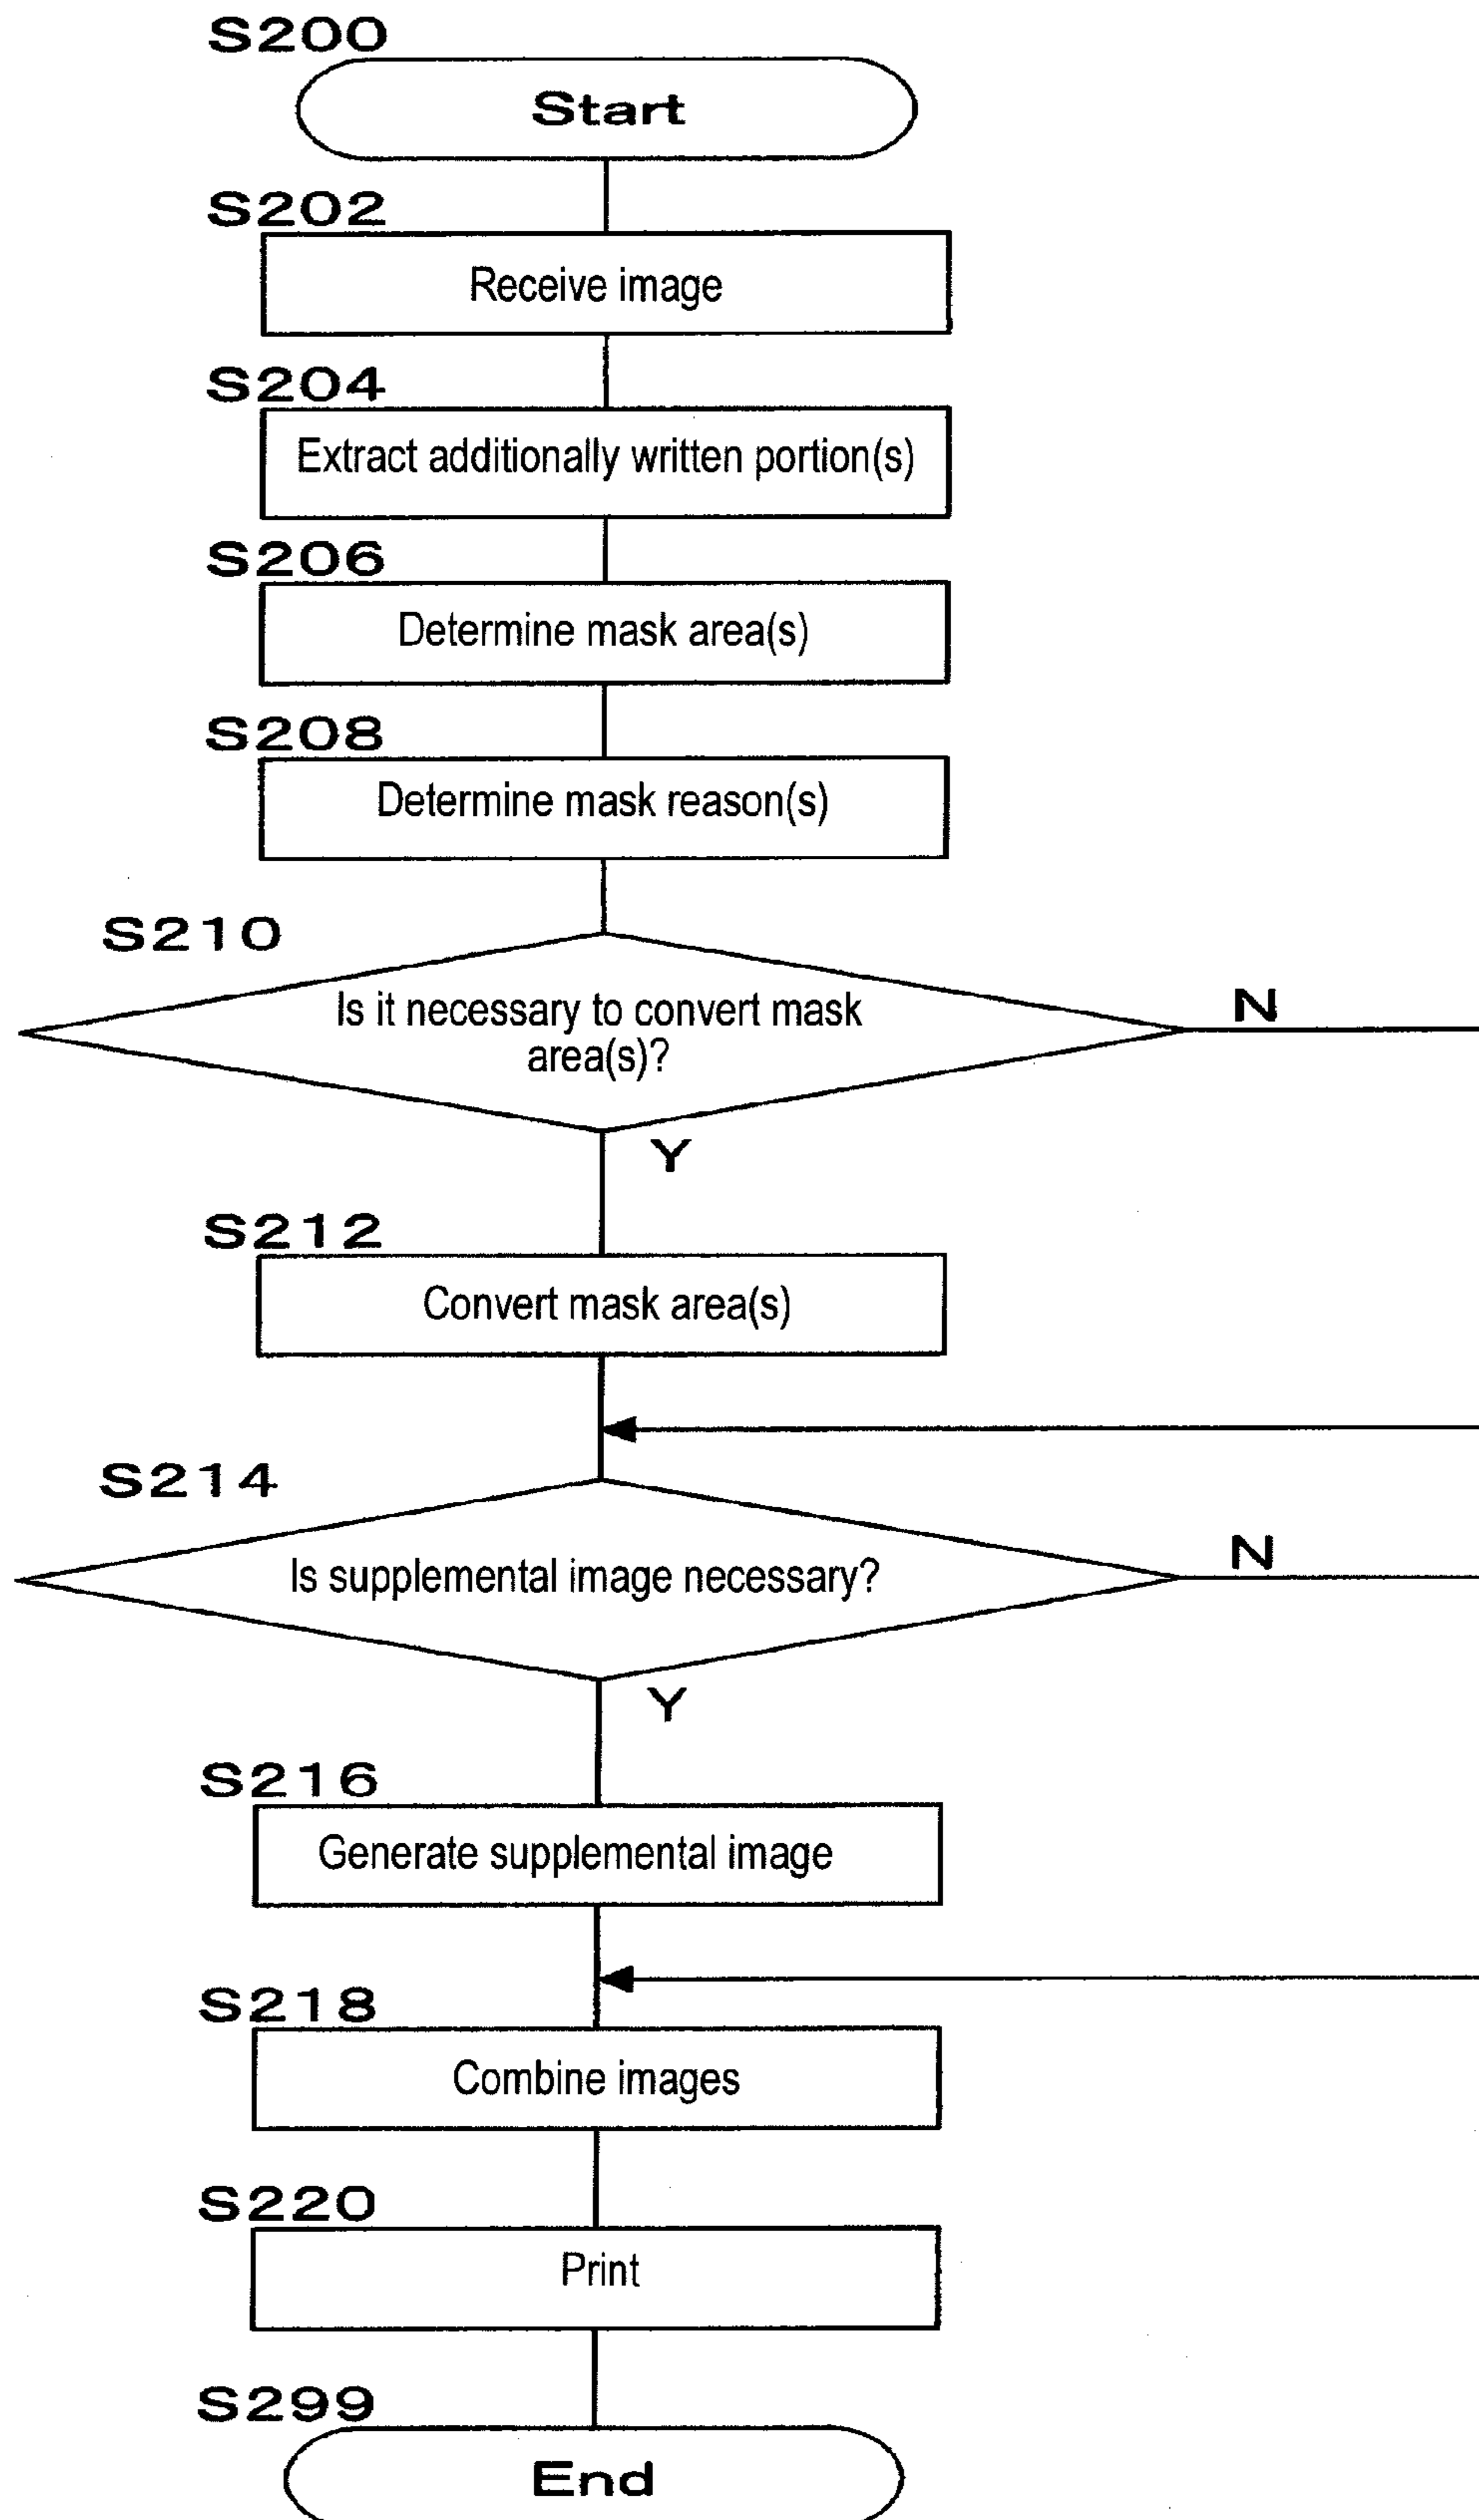 S200
Start
S202
Receive image
S204
Extract additionally written portion(s)
S206
Determine mask area(s)
S208
Determine mask reason(s)
S210
Is it necessary to convert mask
area(s)?
N
Y
S212
Convert mask area(s)
S214
Is supplemental image necessary?
N
Y
S216
Generate supplemental image
S218
Combine images
S220
Print
S299
End